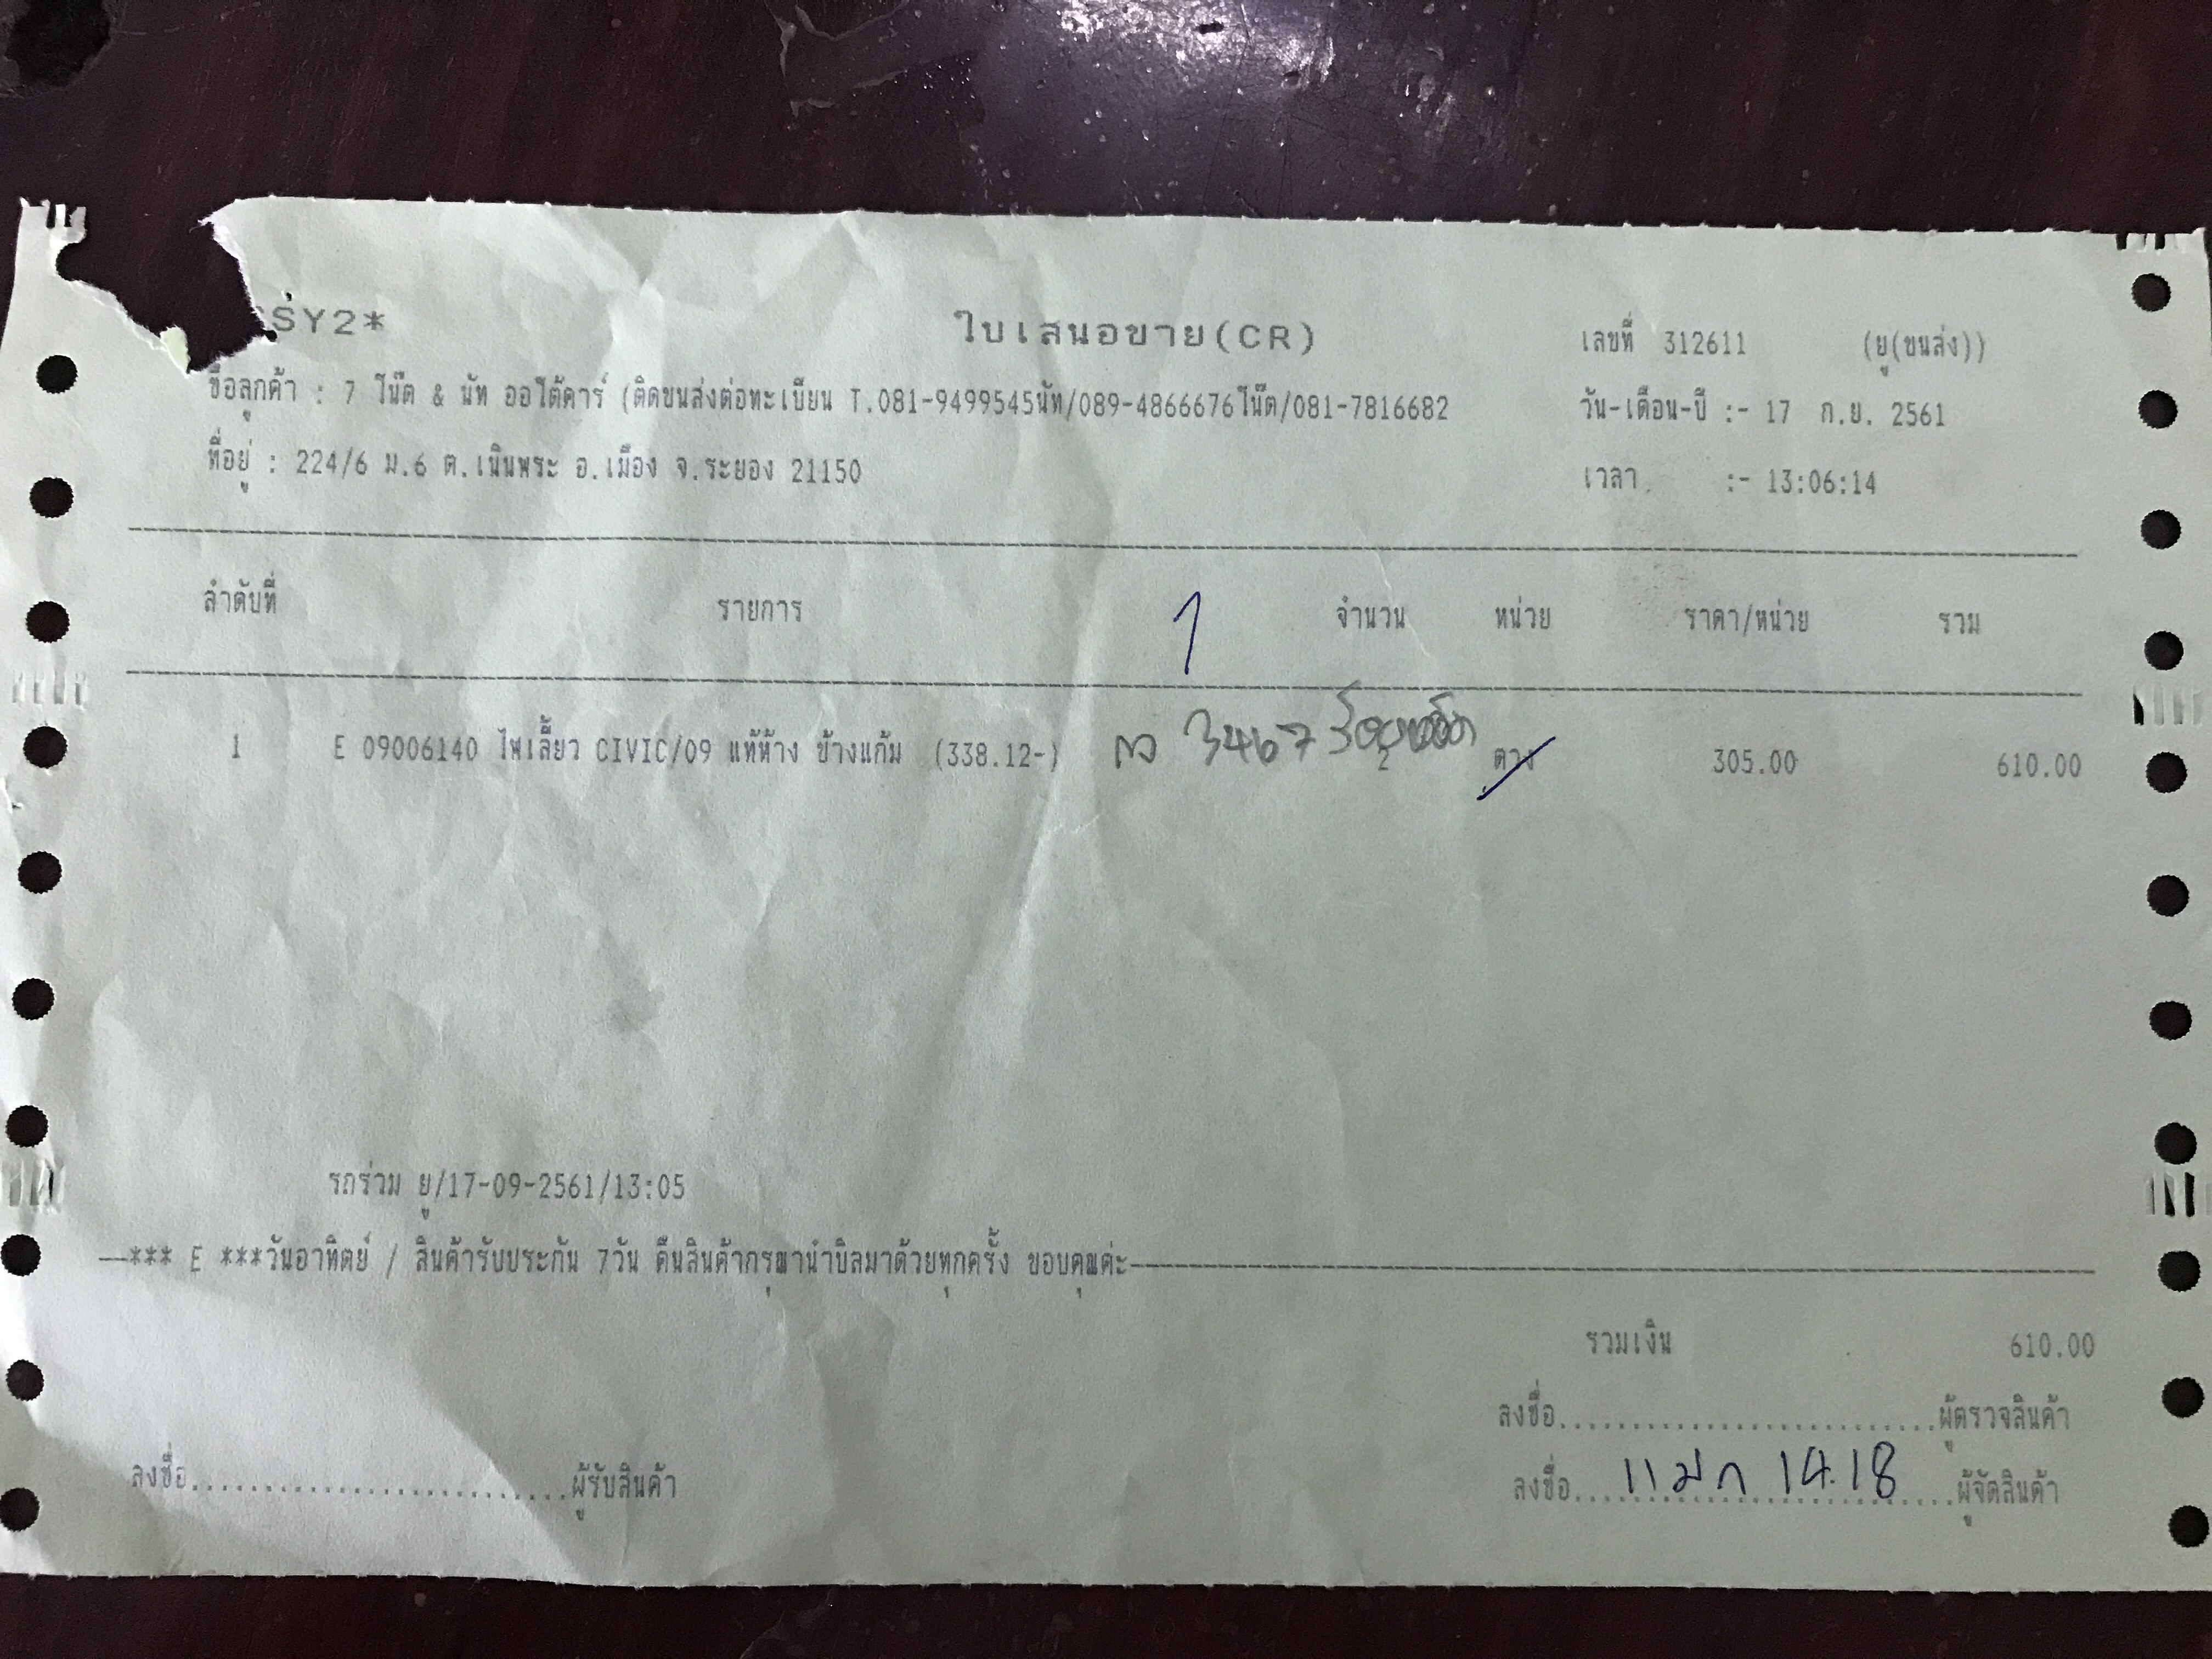 SY2*
ใบเสนอขาย(CR)
เลขที่ 312611 (ยู(ขนส่ง))
ชื่อลูกค้า : 7 โน๊ต & นัท ออโต้คาร์ (ติดขนส่งต่อทะเบียน T.081-9499545นัท/089-4866676โน๊ต/081-7816682
วัน-เดือน-ปี :- 17 ก.ย. 2561
ที่อยู่ : 224/6 ม.6 ต.เนินพระ อ.เมือง จ.ระยอง 21150
เวลา :- 13:06:14
ลำดับที่ รายการ 1 จำนวน หน่วย ราคา/หน่วย รวม
1 E 09006140 ไฟเลี้ยว CIVIC/09 แท้ห้าง ข้างแก้ม (338.12-) 3467 2 ดวง 305.00 610.00
รถร่วม ยู/17-09-2561/13:05
*** E ***วันอาทิตย์ / สินค้ารับประกัน 7วัน คืนสินค้ากรุณานำบิลมาด้วยทุกครั้ง ขอบคุณค่ะ
รวมเงิน 610.00
ลงชื่อ..........................ผู้ตรวจสินค้า
ลงชื่อ..........................ผู้รับสินค้า
ลงชื่อ.... 14.18 ....ผู้จัดสินค้า